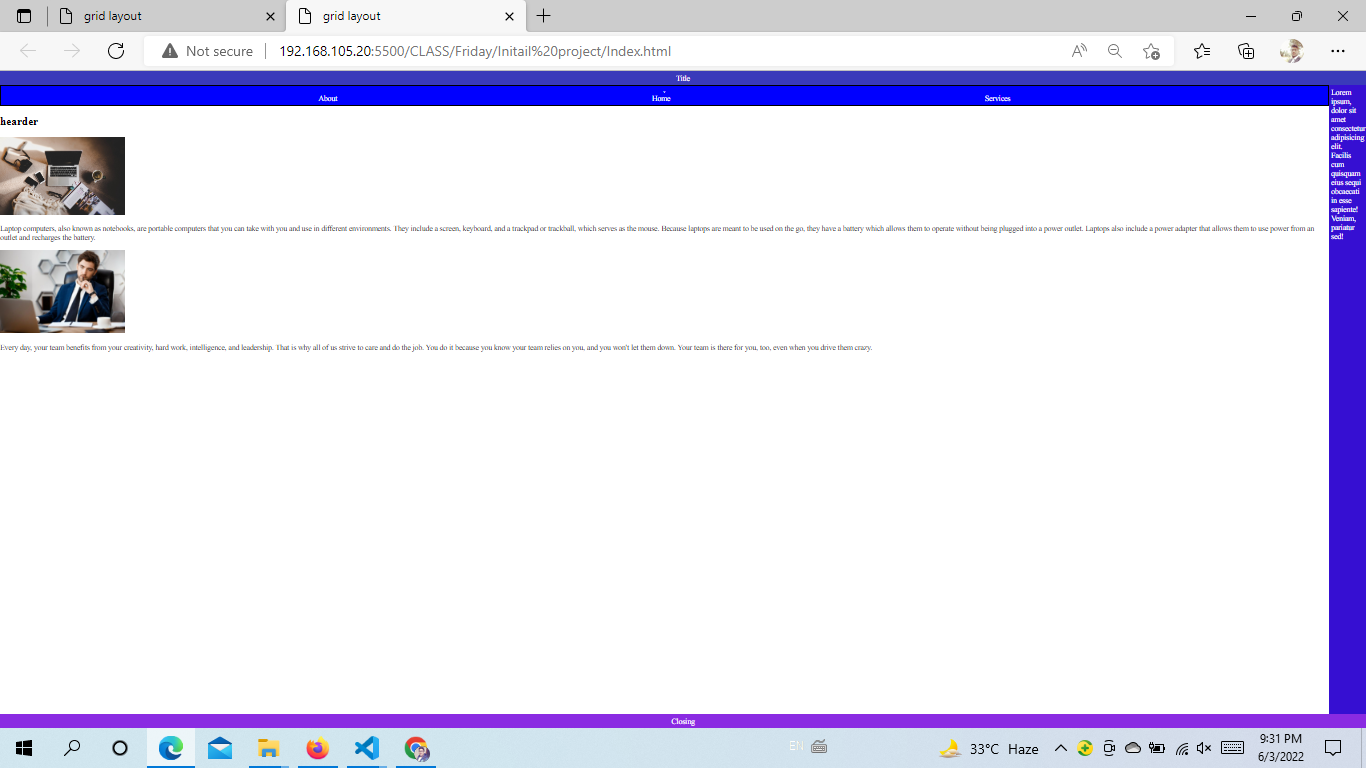 grid layout
grid layout
Not secure
192.168.105.20:5500/CLASS/Friday/Initail%20project/Index.html
Title
About
Home
Services
hearder
Laptop computers, also known as notebooks, are portable computers that you can take with you and use in different environments. They include a screen, keyboard, and a trackpad or trackball, which serves as the mouse. Because laptops are meant to be used on the go, they have a battery which allows them to operate without being plugged into a power outlet. Laptops also include a power adapter that allows them to use power from an
outlet and recharges the battery.
Every day, your team benefits from your creativity, hard work, intelligence, and leadership. That is why all of us strive to care and do the job. You do it because you know your team relies on you, and you won't let them down. Your team is there for you, too, even when you drive them crazy.
Lorem
ipsum,
dolor sit
amet
consectetur
adipisicing
elit.
Facilis
cum
quisquam
eius sequi
obcaecati
in esse
sapiente!
Veniam,
pariatur
sed!
Closing
EN
33°C Haze
9:31 PM
6/3/2022